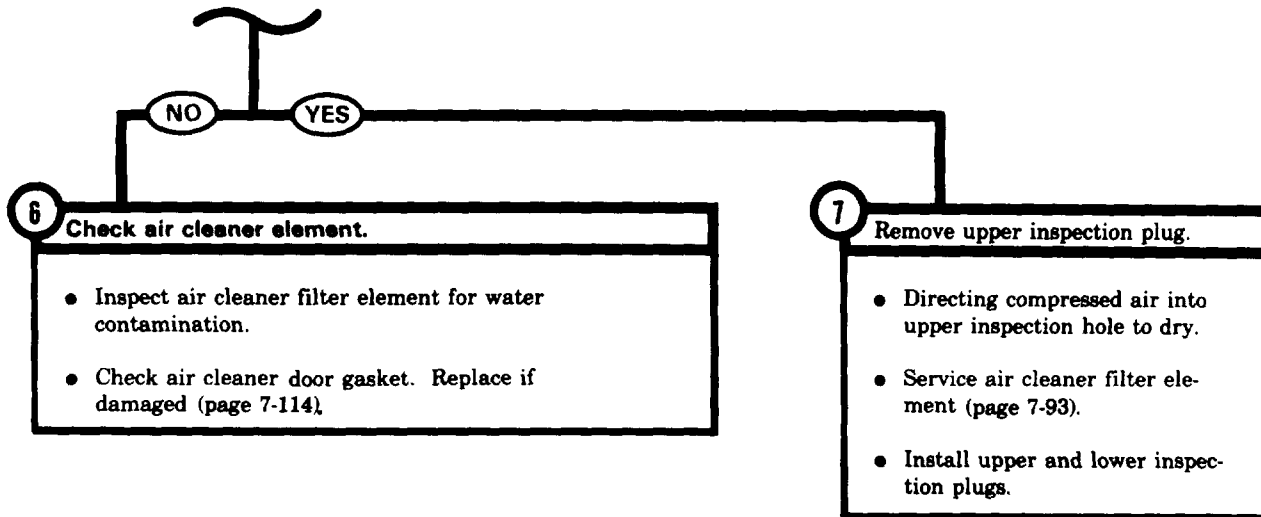 NO
YES
6
Check air cleaner element.
● Inspect air cleaner filter element for water
contamination.
● Check air cleaner door gasket. Replace if
damaged (page 7-114).
7
Remove upper inspection plug.
● Directing compressed air into
upper inspection hole to dry.
● Service air cleaner filter ele-
ment (page 7-93).
● Install upper and lower inspec-
tion plugs.